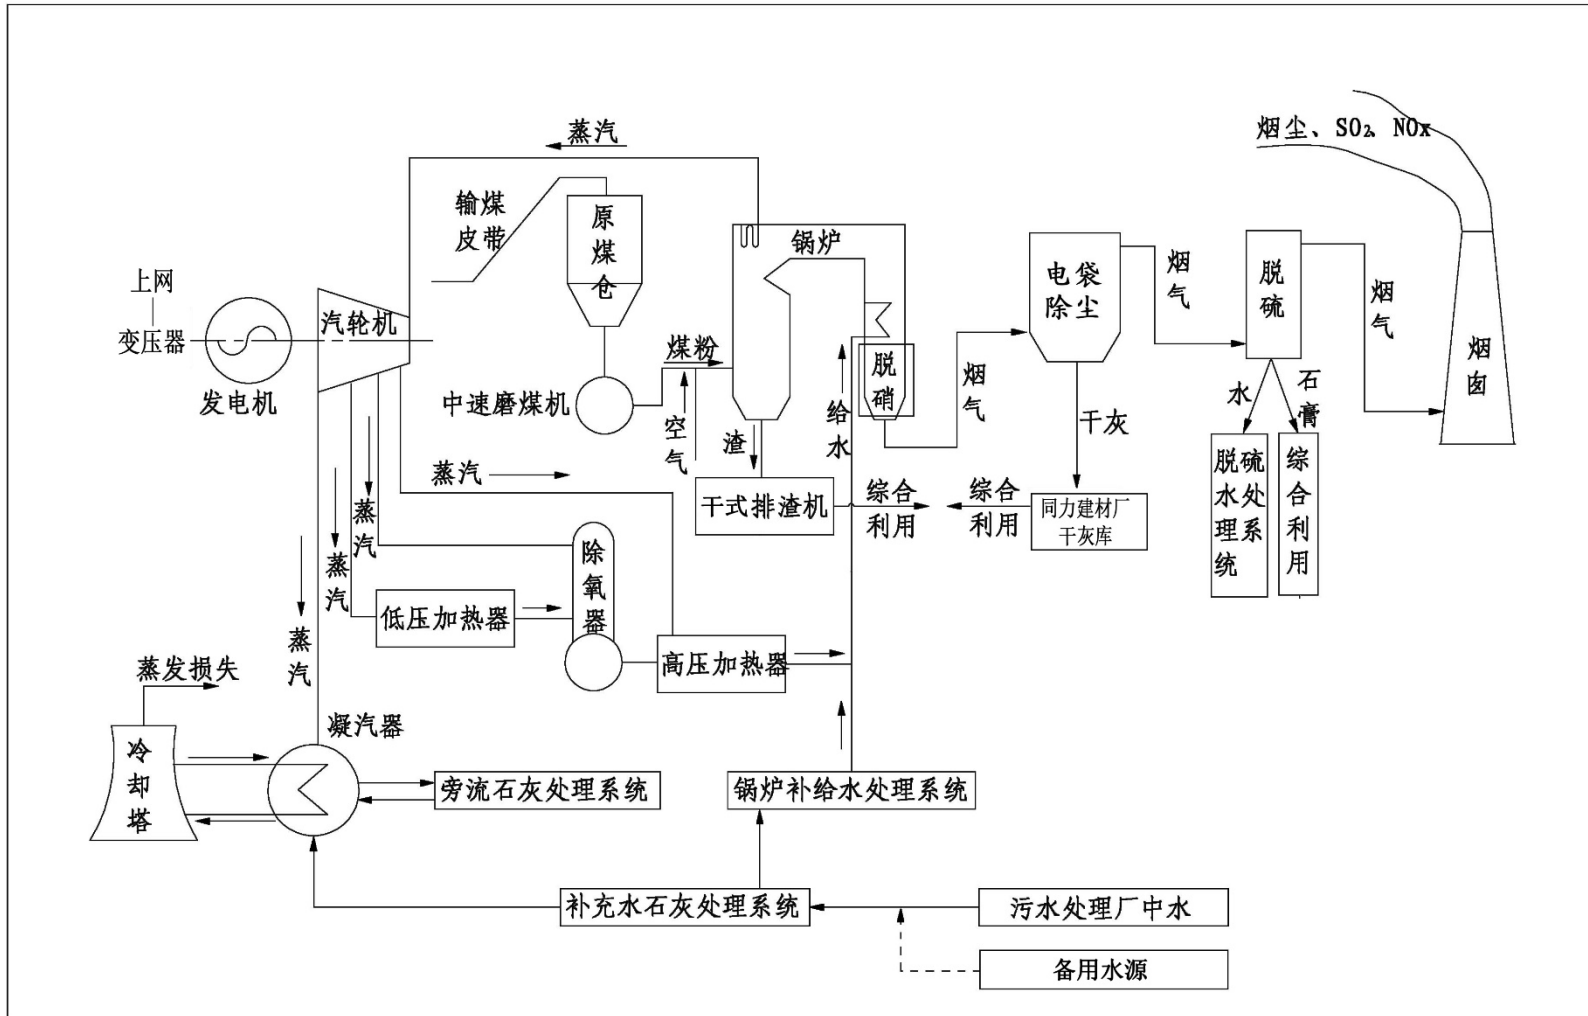 蒸汽
烟尘、SO₂、NOx
输煤
皮带
原
煤
仓
锅炉
电袋
除尘
烟
气
脱
硫
烟
气
上网
变压器
汽轮机
发电机
中速磨煤机
煤粉
空
气
给
水
脱
硝
烟
气
烟
囱
渣
干灰
水
石
膏
蒸汽
蒸
汽
蒸
汽
蒸
汽
干式排渣机
综合
利用
综合
利用
同力建材厂
干灰库
脱硫
水处
理系
统
综
合
利
用
除
氧
器
低压加热器
高压加热器
蒸发损失
冷
却
塔
凝汽器
旁流石灰处理系统
锅炉补给水处理系统
补充水石灰处理系统
污水处理厂中水
备用水源